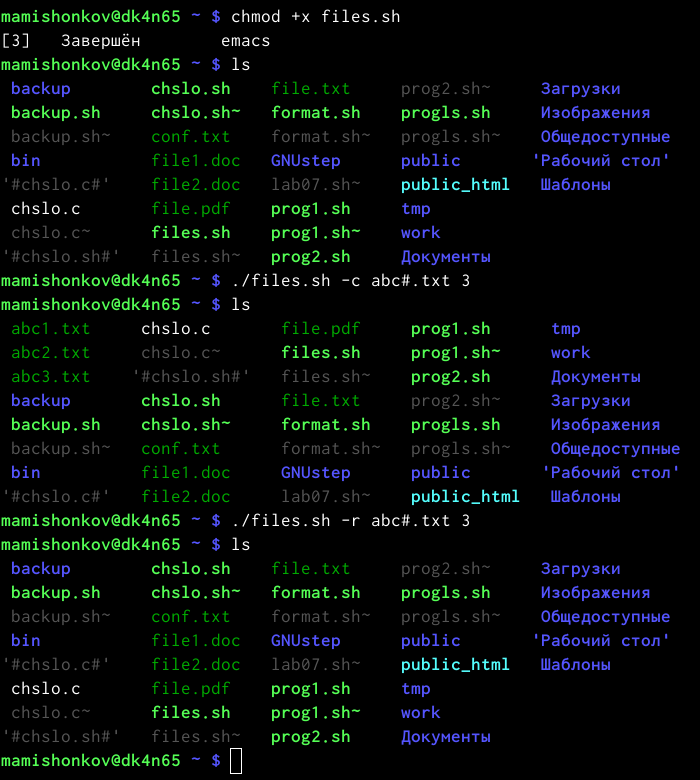 mamishonkov@dk4n65 ~ $ chmod +x files.sh
[3]   Завершён        emacs
mamishonkov@dk4n65 ~ $ ls
 backup        chslo.sh    file.txt     prog2.sh~     Загрузки
 backup.sh     chslo.sh~   format.sh    progls.sh     Изображения
 backup.sh~    conf.txt    format.sh~   progls.sh~    Общедоступные
 bin           file1.doc   GNUstep      public       'Рабочий стол'
'#chslo.c#'    file2.doc   lab07.sh~    public_html   Шаблоны
 chslo.c       file.pdf    prog1.sh     tmp
 chslo.c~      files.sh    prog1.sh~    work
'#chslo.sh#'   files.sh~   prog2.sh     Документы
mamishonkov@dk4n65 ~ $ ./files.sh -c abc#.txt 3
mamishonkov@dk4n65 ~ $ ls
 abc1.txt     chslo.c       file.pdf     prog1.sh      tmp
 abc2.txt     chslo.c~      files.sh     prog1.sh~     work
 abc3.txt    '#chslo.sh#'   files.sh~    prog2.sh      Документы
 backup       chslo.sh      file.txt     prog2.sh~     Загрузки
 backup.sh    chslo.sh~     format.sh    progls.sh     Изображения
 backup.sh~   conf.txt      format.sh~   progls.sh~    Общедоступные
 bin          file1.doc     GNUstep      public       'Рабочий стол'
'#chslo.c#'   file2.doc     lab07.sh~    public_html   Шаблоны
mamishonkov@dk4n65 ~ $ ./files.sh -r abc#.txt 3
mamishonkov@dk4n65 ~ $ ls
 backup        chslo.sh    file.txt     prog2.sh~     Загрузки
 backup.sh     chslo.sh~   format.sh    progls.sh     Изображения
 backup.sh~    conf.txt    format.sh~   progls.sh~    Общедоступные
 bin           file1.doc   GNUstep      public       'Рабочий стол'
'#chslo.c#'    file2.doc   lab07.sh~    public_html   Шаблоны
 chslo.c       file.pdf    prog1.sh     tmp
 chslo.c~      files.sh    prog1.sh~    work
'#chslo.sh#'   files.sh~   prog2.sh     Документы
mamishonkov@dk4n65 ~ $